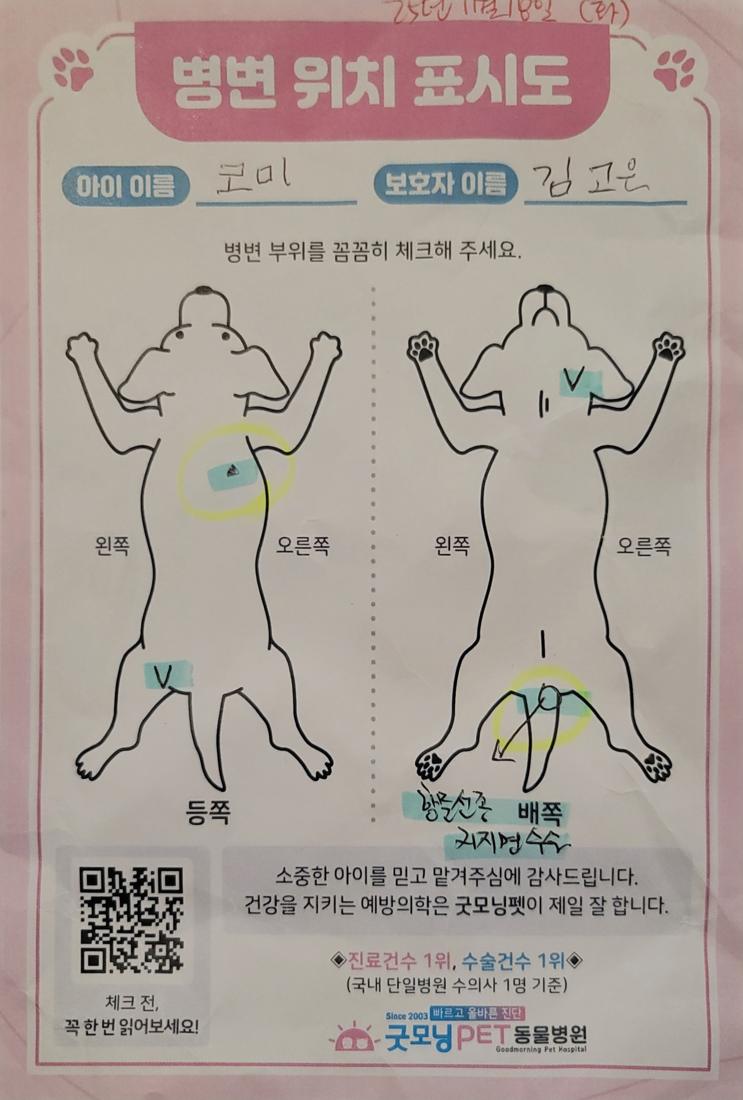 25년 11월 18일 (화)
병변 위치 표시도
아이 이름 코미 보호자 이름 김고은
병변 부위를 꼼꼼히 체크해 주세요.
V
왼쪽 오른쪽 왼쪽 오른쪽
V
등쪽 배쪽
항문선종
소중한 아이를 믿고 맡겨주심에 감사드립니다.
건강을 지키는 예방의학은 굿모닝펫이 제일 잘 합니다.
체크 전,
꼭 한 번 읽어보세요!
◈진료건수 1위, 수술건수 1위◈
(국내 단일병원 수의사 1명 기준)
Since 2003 빠르고 올바른 진단
굿모닝PET동물병원
Goodmorning Pet Hospital